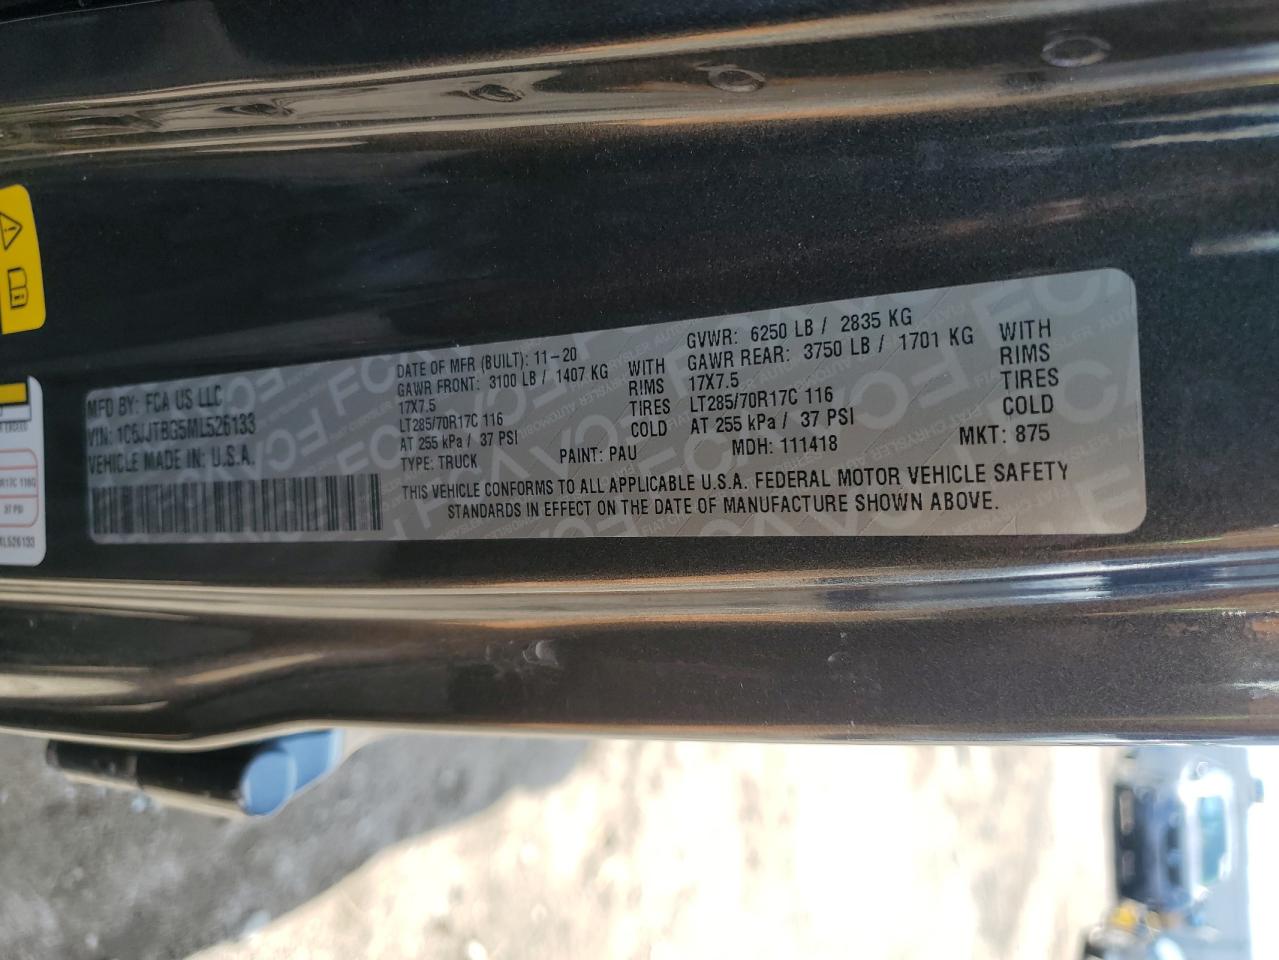 MFD BY: FCA US LLC
VIN: 1C6JJTBG5ML526133
VEHICLE MADE IN: U.S.A.
DATE OF MFR (BUILT): 11-20
GAWR FRONT: 3100 LB / 1407 KG WITH
17X7.5 RIMS
LT285/70R17C 116 TIRES
AT 255 kPa / 37 PSI COLD
TYPE: TRUCK
PAINT: PAU
GVWR: 6250 LB / 2835 KG
GAWR REAR: 3750 LB / 1701 KG WITH
17X7.5 RIMS
LT285/70R17C 116 TIRES
AT 255 kPa / 37 PSI COLD
MDH: 111418
MKT: 875
THIS VEHICLE CONFORMS TO ALL APPLICABLE U.S.A. FEDERAL MOTOR VEHICLE SAFETY
STANDARDS IN EFFECT ON THE DATE OF MANUFACTURE SHOWN ABOVE.
37 PSI